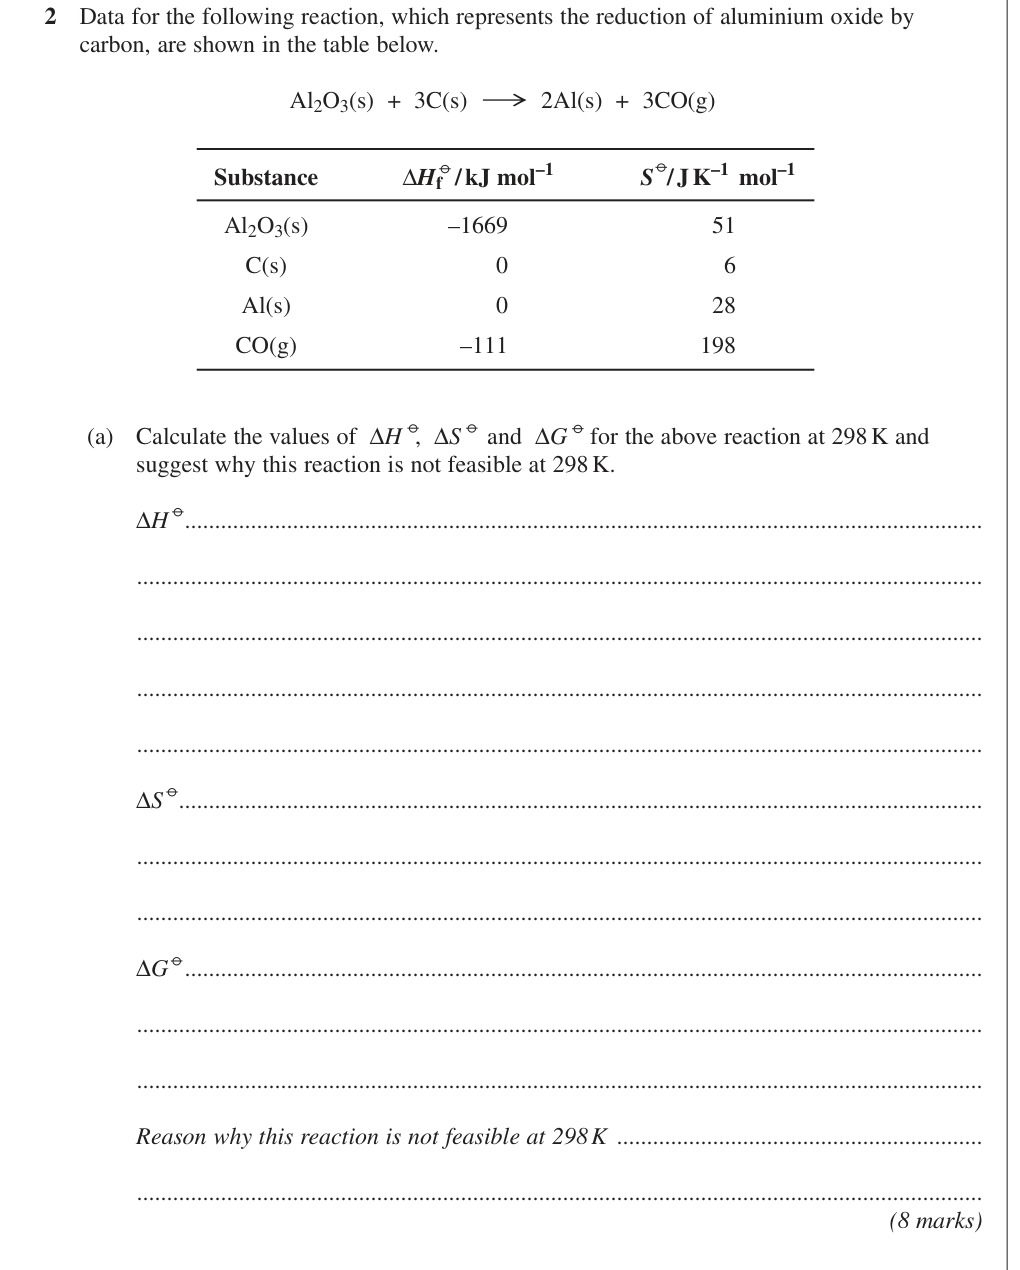 2 Data for the following reaction, which represents the reduction of aluminium oxide by
carbon, are shown in the table below.
Al₂O₃(s) + 3C(s) ⟶ 2Al(s) + 3CO(g)
Substance ΔHf⦵/kJ mol⁻¹ S⦵/J K⁻¹ mol⁻¹
Al₂O₃(s) –1669 51
C(s) 0 6
Al(s) 0 28
CO(g) –111 198
(a) Calculate the values of ΔH⦵, ΔS⦵ and ΔG⦵ for the above reaction at 298 K and
suggest why this reaction is not feasible at 298 K.
ΔH⦵
ΔS⦵
ΔG⦵
Reason why this reaction is not feasible at 298 K
(8 marks)